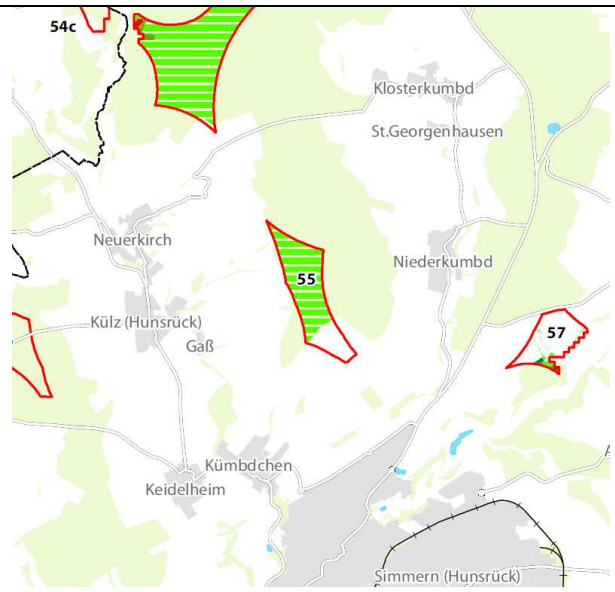 54c
Klosterkumbd
St.Georgenhausen
Neuerkirch
Niederkumbd
55
Külz (Hunsrück)
57
Gaß
A
Kümbdchen
Keidelheim
Simmern (Hunsrück)